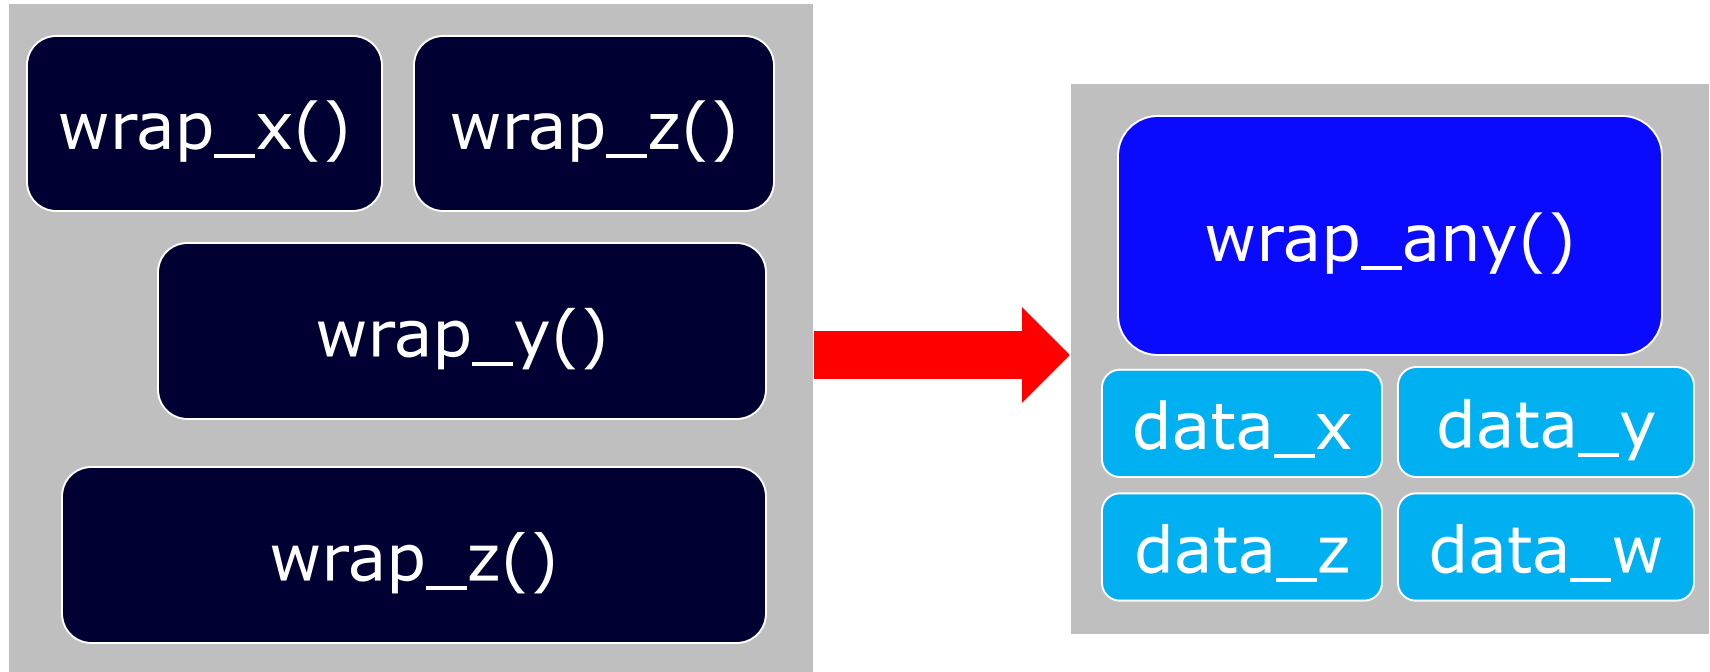 wrap_x()
wrap_z()
wrap_y()
wrap_z()
wrap_any()
data_x
data_y
data_z
data_w